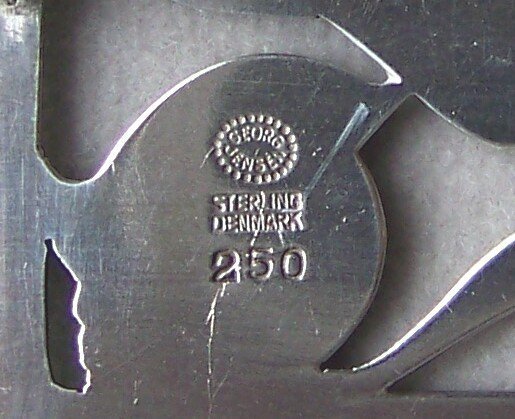 GEORG
JENSEN
STERLING
DENMARK
250